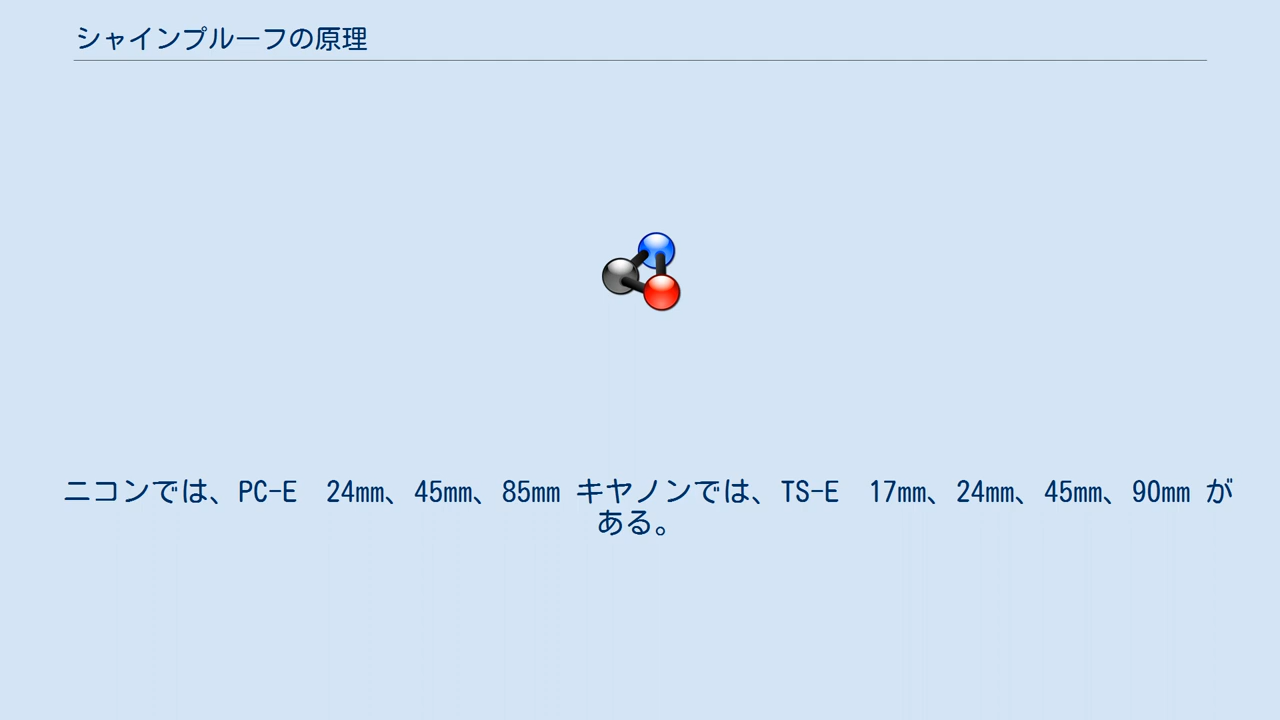 シャインプルーフの原理
ニコンでは、PC-E　24mm、45mm、85mm キヤノンでは、TS-E　17mm、24mm、45mm、90mm が
ある。